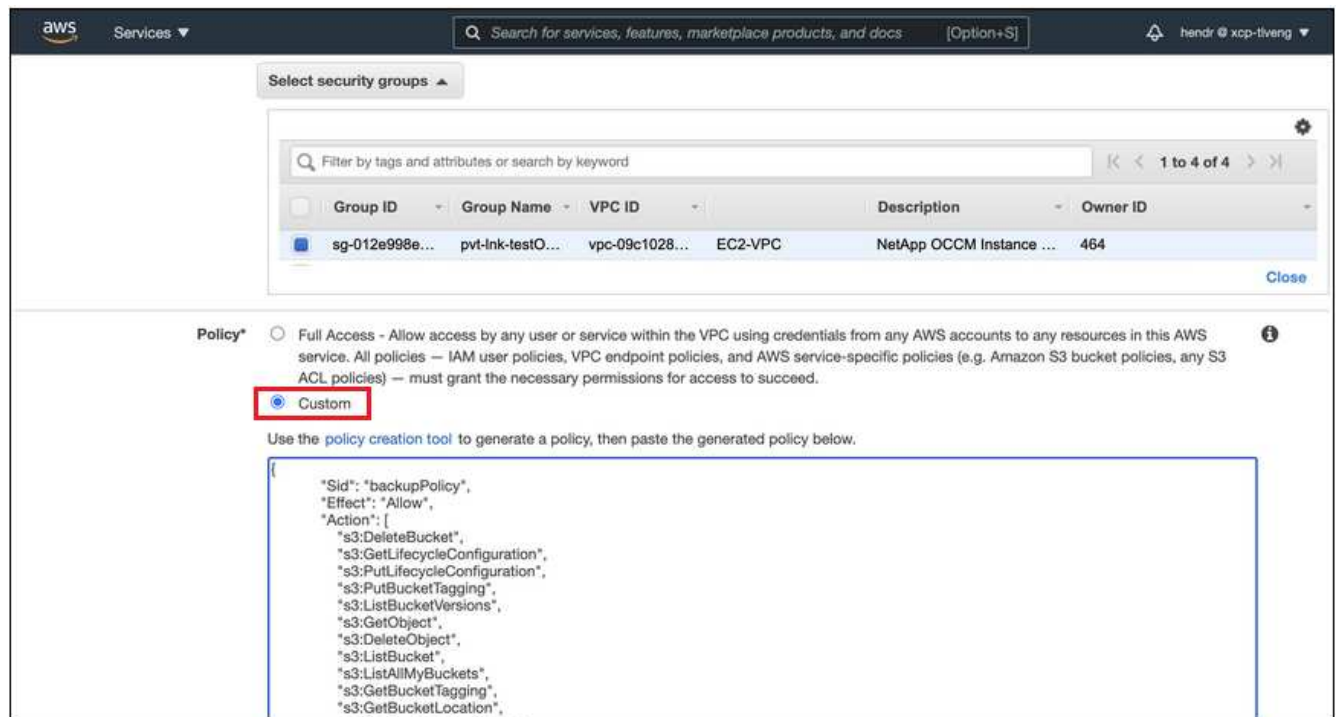 aws Services ▼ Search for services, features, marketplace products, and docs [Option+S] hendr @ xcp-tlveng ▼
Select security groups ▲
Filter by tags and attributes or search by keyword |< < 1 to 4 of 4 > >|
Group ID Group Name VPC ID Description Owner ID
sg-012e998e... pvt-lnk-testO... vpc-09c1028... EC2-VPC NetApp OCCM Instance ... 464
Close
Policy* Full Access - Allow access by any user or service within the VPC using credentials from any AWS accounts to any resources in this AWS
service. All policies — IAM user policies, VPC endpoint policies, and AWS service-specific policies (e.g. Amazon S3 bucket policies, any S3
ACL policies) — must grant the necessary permissions for access to succeed.
Custom
Use the policy creation tool to generate a policy, then paste the generated policy below.
{
"Sid": "backupPolicy",
"Effect": "Allow",
"Action": [
"s3:DeleteBucket",
"s3:GetLifecycleConfiguration",
"s3:PutLifecycleConfiguration",
"s3:PutBucketTagging",
"s3:ListBucketVersions",
"s3:GetObject",
"s3:DeleteObject",
"s3:ListBucket",
"s3:ListAllMyBuckets",
"s3:GetBucketTagging",
"s3:GetBucketLocation",